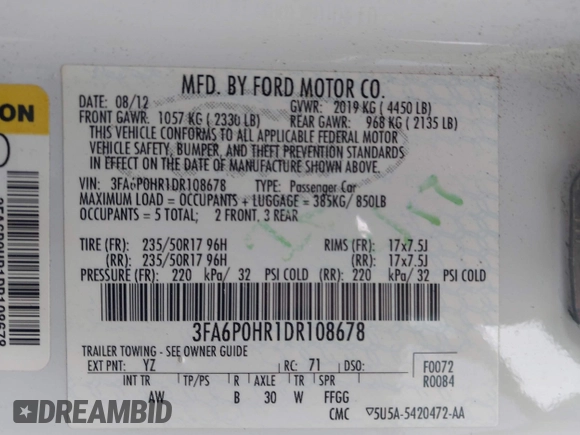 MFD. BY FORD MOTOR CO.
DATE: 08/12 GVWR: 2019 KG ( 4450 LB)
FRONT GAWR: 1057 KG ( 2330 LB) REAR GAWR: 968 KG ( 2135 LB)
THIS VEHICLE CONFORMS TO ALL APPLICABLE FEDERAL MOTOR
VEHICLE SAFETY, BUMPER, AND THEFT PREVENTION STANDARDS
IN EFFECT ON THE DATE OF MANUFACTURE SHOWN ABOVE.
VIN: 3FA6P0HR1DR108678 TYPE: Passenger Car
MAXIMUM LOAD = OCCUPANTS + LUGGAGE = 385KG/ 850LB
OCCUPANTS = 5 TOTAL; 2 FRONT, 3 REAR
TIRE (FR): 235/50R17 96H RIMS (FR): 17x7.5J
(RR): 235/50R17 96H (RR): 17x7.5J
PRESSURE (FR): 220 kPa/ 32 PSI COLD (RR): 220 kPa/ 32 PSI COLD
3FA6P0HR1DR108678
TRAILER TOWING - SEE OWNER GUIDE
EXT PNT: YZ RC: 71 DSO: F0072
R0084
INT TR TP/PS R AXLE TR SPR
AW B 30 W FFGG
CMC 5U5A-5420472-AA
3FA6P0HR1DR108678
DREAMBID